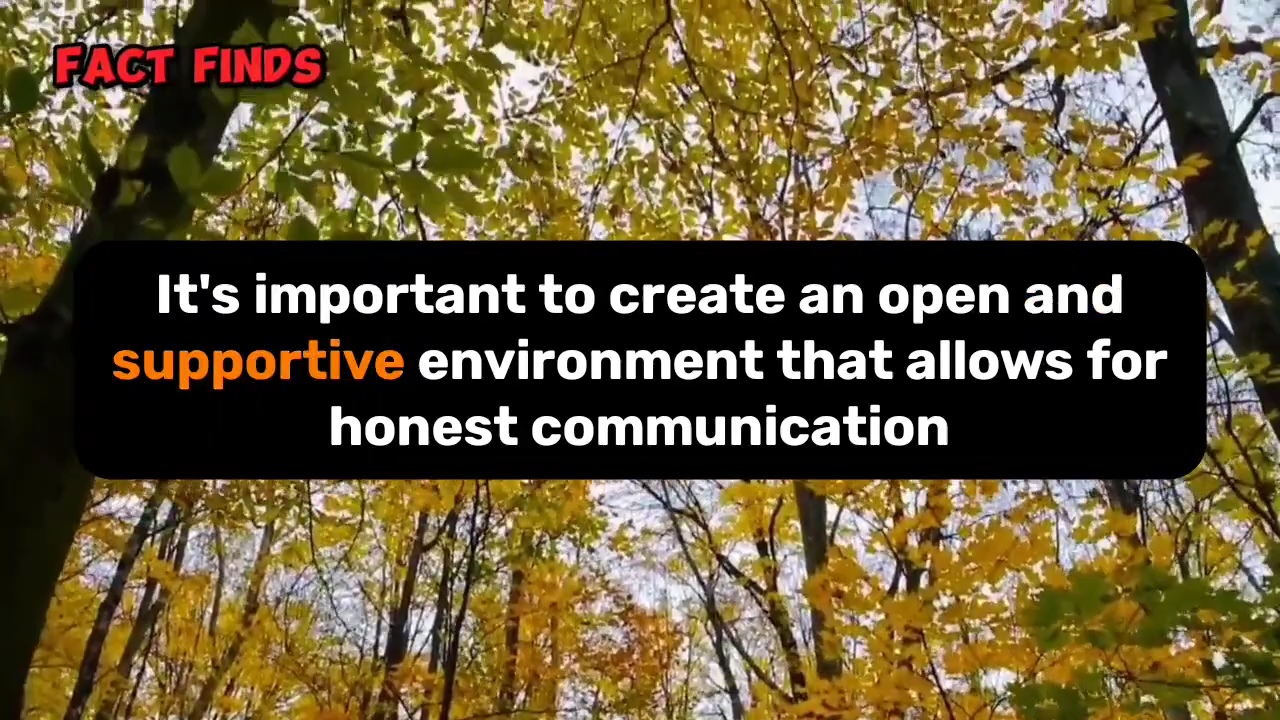 FACT FINDS
It's important to create an open and
supportive environment that allows for
honest communication